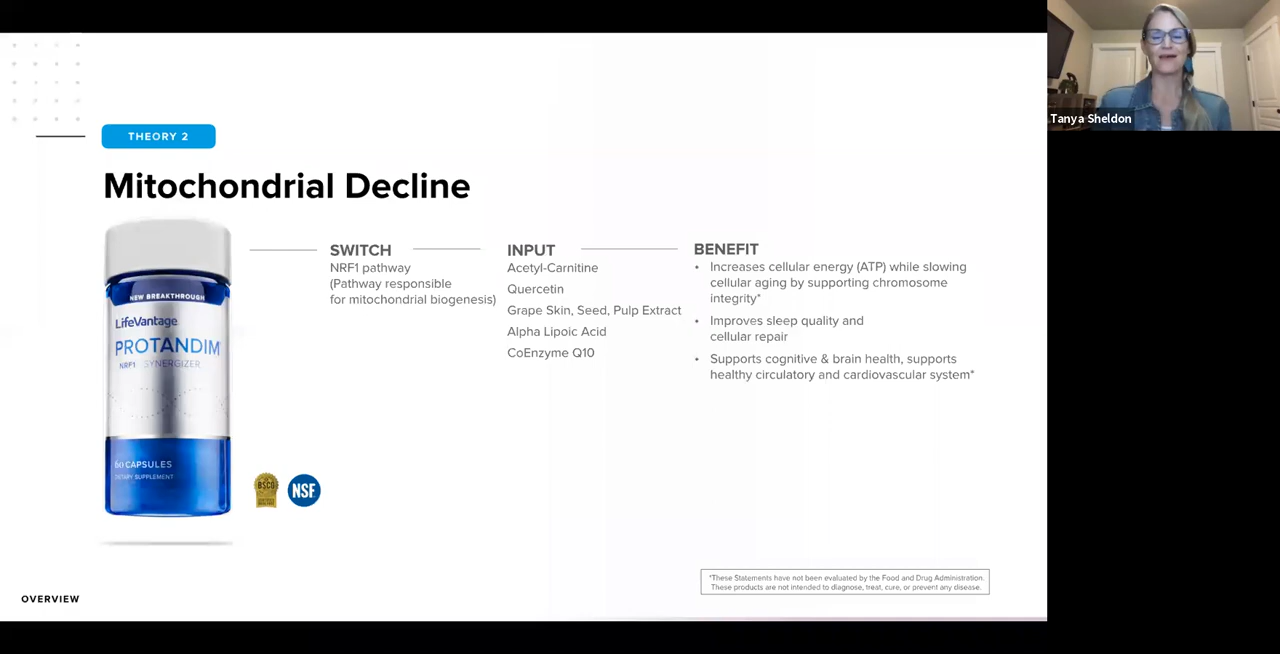 THEORY 2
Mitochondrial Decline
NEW BREAKTHROUGH
LifeVantage
PROTANDIM
NRF1 SYNERGIZER
60 CAPSULES
DIETARY SUPPLEMENT
BSCG
NSF
SWITCH
NRF1 pathway
(Pathway responsible
for mitochondrial biogenesis)
INPUT
Acetyl-Carnitine
Quercetin
Grape Skin, Seed, Pulp Extract
Alpha Lipoic Acid
CoEnzyme Q10
BENEFIT
• Increases cellular energy (ATP) while slowing
cellular aging by supporting chromosome
integrity*
• Improves sleep quality and
cellular repair
• Supports cognitive & brain health, supports
healthy circulatory and cardiovascular system*
*These Statements have not been evaluated by the Food and Drug Administration.
These products are not intended to diagnose, treat, cure, or prevent any disease.
OVERVIEW
Tanya Sheldon